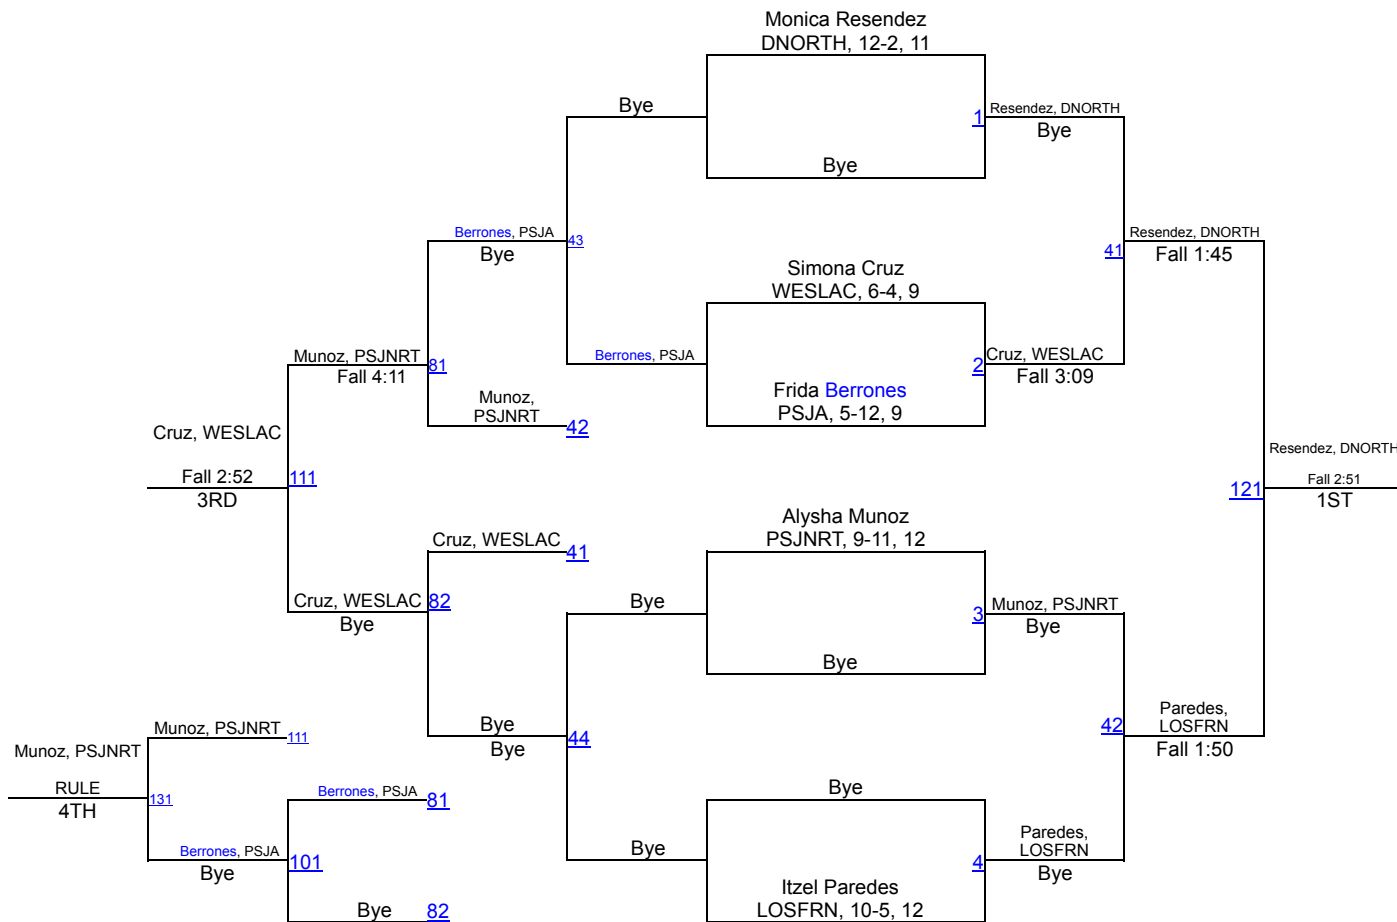 Monica Resendez
DNORTH, 12-2, 11
Bye
1
Resendez, DNORTH
Bye
Bye
Berrones, PSJA
Bye
43
Resendez, DNORTH
Fall 1:45
41
Simona Cruz
WESLAC, 6-4, 9
Munoz, PSJNRT
Fall 4:11
81
Berrones, PSJA
2
Cruz, WESLAC
Fall 3:09
Frida Berrones
PSJA, 5-12, 9
Munoz,
PSJNRT
42
Cruz, WESLAC
Fall 2:52
3RD
111
Resendez, DNORTH
Fall 2:51
1ST
121
Alysha Munoz
PSJNRT, 9-11, 12
Cruz, WESLAC
41
Cruz, WESLAC
Bye
82
Bye
3
Munoz, PSJNRT
Bye
Bye
Munoz, PSJNRT
111
Bye
Bye
44
42
Paredes,
LOSFRN
Fall 1:50
Munoz, PSJNRT
RULE
4TH
131
Berrones, PSJA
81
Bye
Berrones, PSJA
Bye
101
Bye
4
Paredes,
LOSFRN
Bye
Itzel Paredes
LOSFRN, 10-5, 12
Bye
82